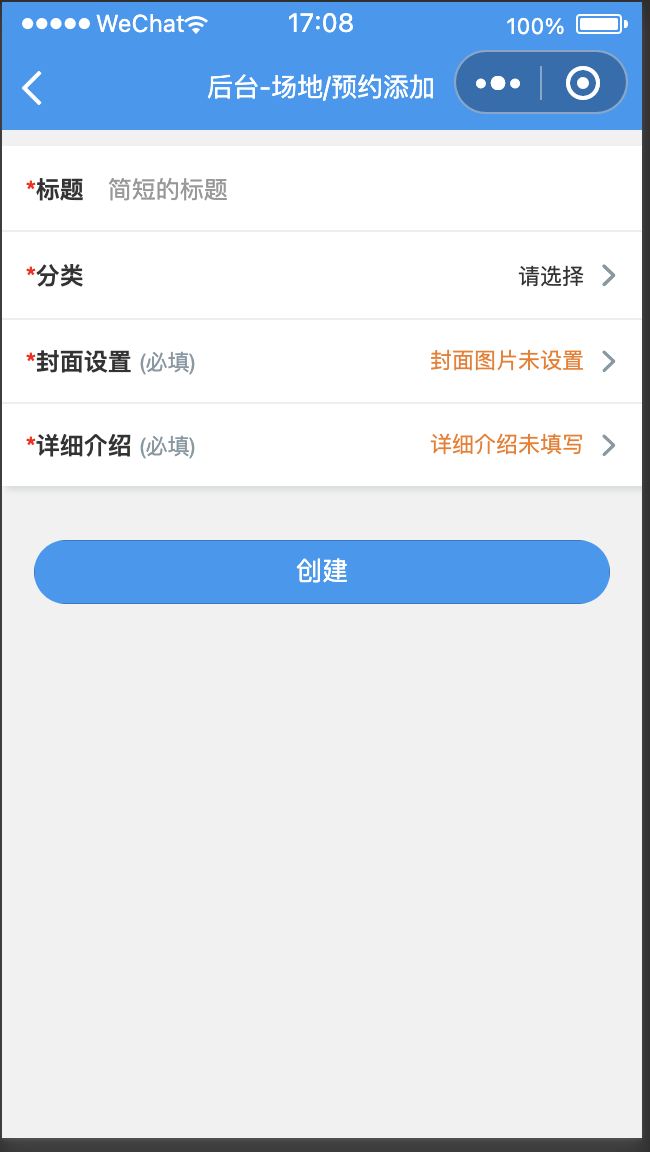 WeChat 17:08 100%
后台-场地/预约添加
*标题 简短的标题
*分类 请选择
*封面设置 (必填) 封面图片未设置
*详细介绍 (必填) 详细介绍未填写
创建